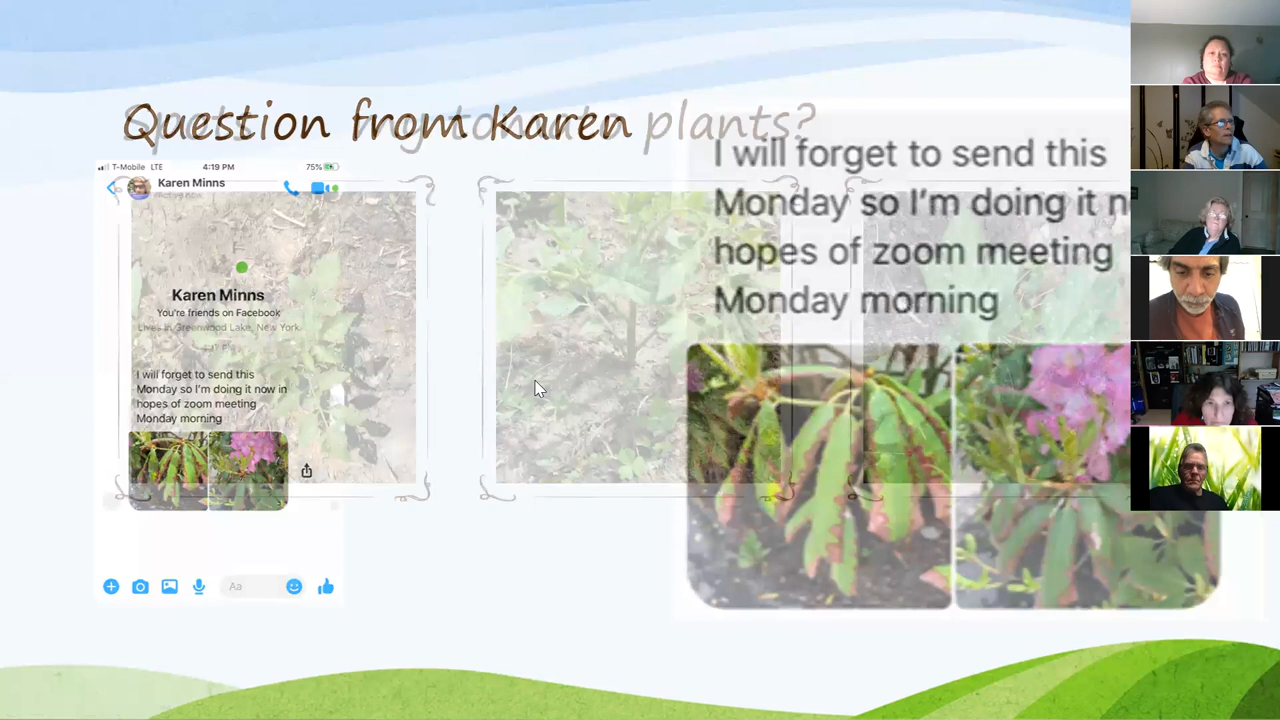 Question from Karen
plants?
T-Mobile LTE
4:19 PM
75%
Karen Minns
Karen Minns
You're friends on Facebook
Lives in Greenwood Lake, New York
I will forget to send this
Monday so I'm doing it now in
hopes of zoom meeting
Monday morning
Aa
I will forget to send this
Monday so I'm doing it n
hopes of zoom meeting
Monday morning